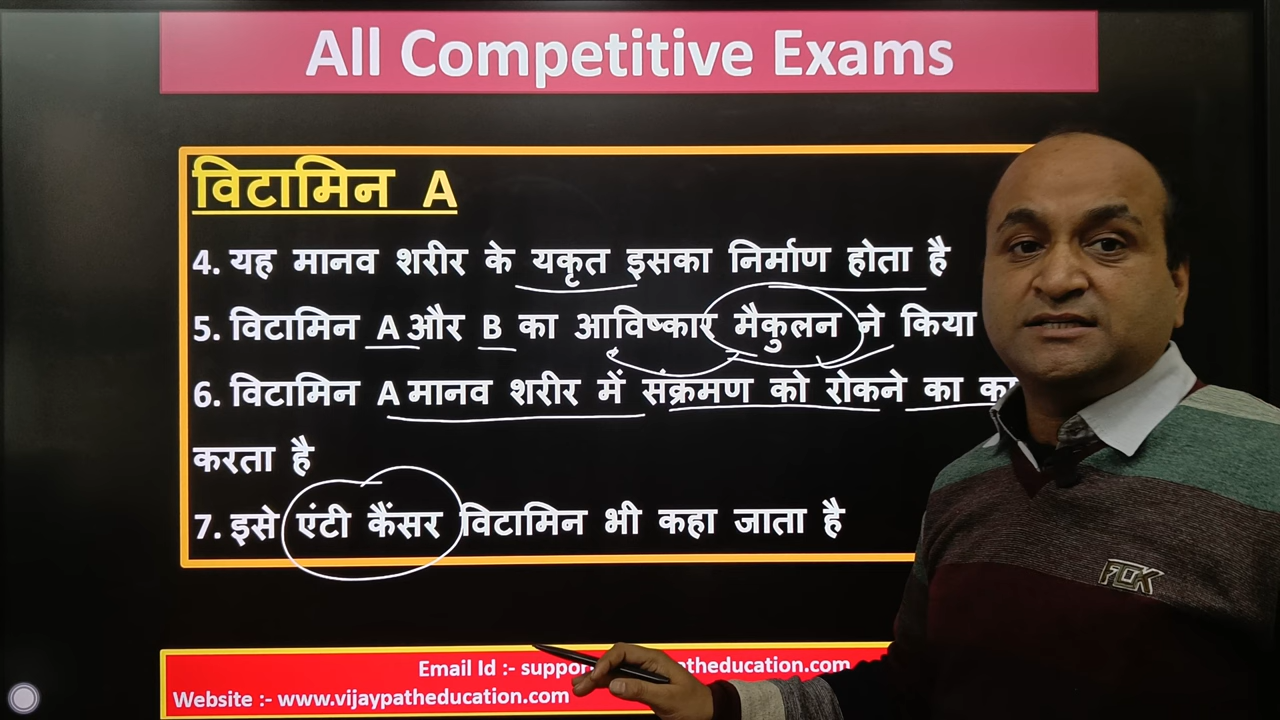 All Competitive Exams
विटामिन A
4. यह मानव शरीर के यकृत इसका निर्माण होता है
5. विटामिन A और B का आविष्कार मैकुलन ने किया
6. विटामिन A मानव शरीर में संक्रमण को रोकने का
करता है
7. इसे एंटी कैंसर विटामिन भी कहा जाता है
Email Id :-
Website :- www.vijaypatheducation.com
FCK